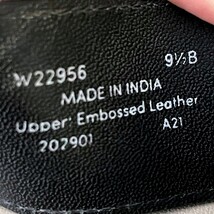 W22956 9½B
MADE IN INDIA
Upper: Embossed Leather
202901 A21